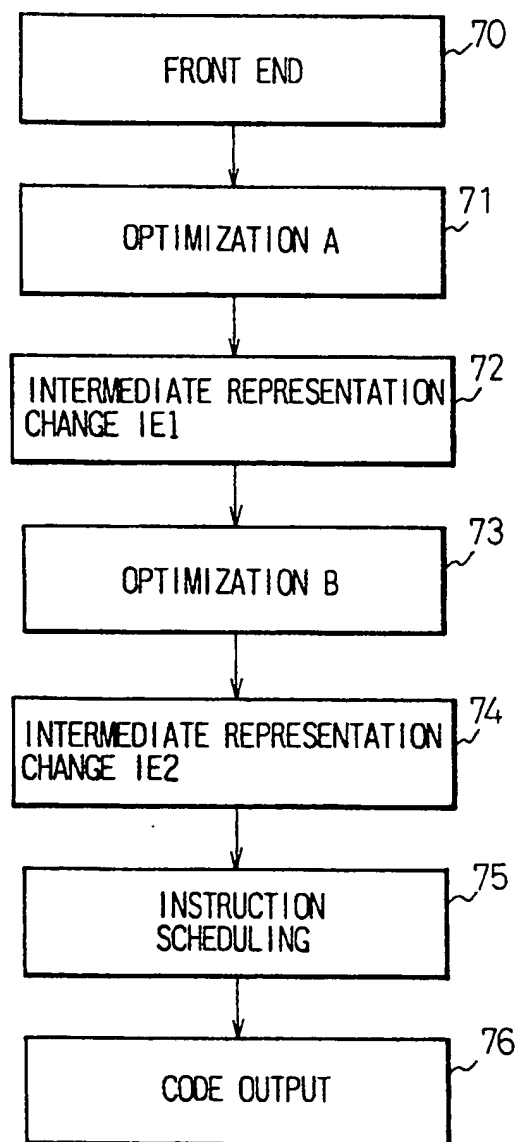 70
FRONT END
71
OPTIMIZATION A
72
INTERMEDIATE REPRESENTATION
CHANGE IE1
73
OPTIMIZATION B
74
INTERMEDIATE REPRESENTATION
CHANGE IE2
75
INSTRUCTION
SCHEDULING
76
CODE OUTPUT